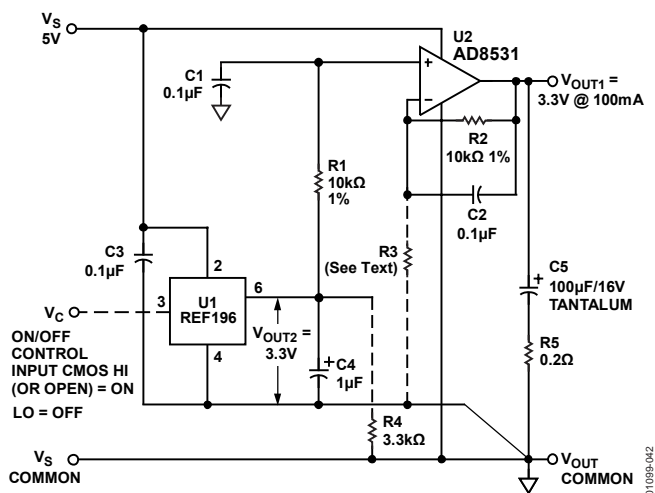 VS
5V
U2
AD8531
C1
0.1µF
+
−
VOUT1 =
3.3V @ 100mA
R2
10kΩ 1%
R1
10kΩ
1%
C2
0.1µF
C3
0.1µF
R3
(See Text)
2
C5
100µF/16V
TANTALUM
+
VC
3
U1
REF196
6
ON/OFF
CONTROL
INPUT CMOS HI
(OR OPEN) = ON
LO = OFF
VOUT2 =
3.3V
4
+
C4
1µF
R5
0.2Ω
R4
3.3kΩ
VS
COMMON
VOUT
COMMON
01099-042